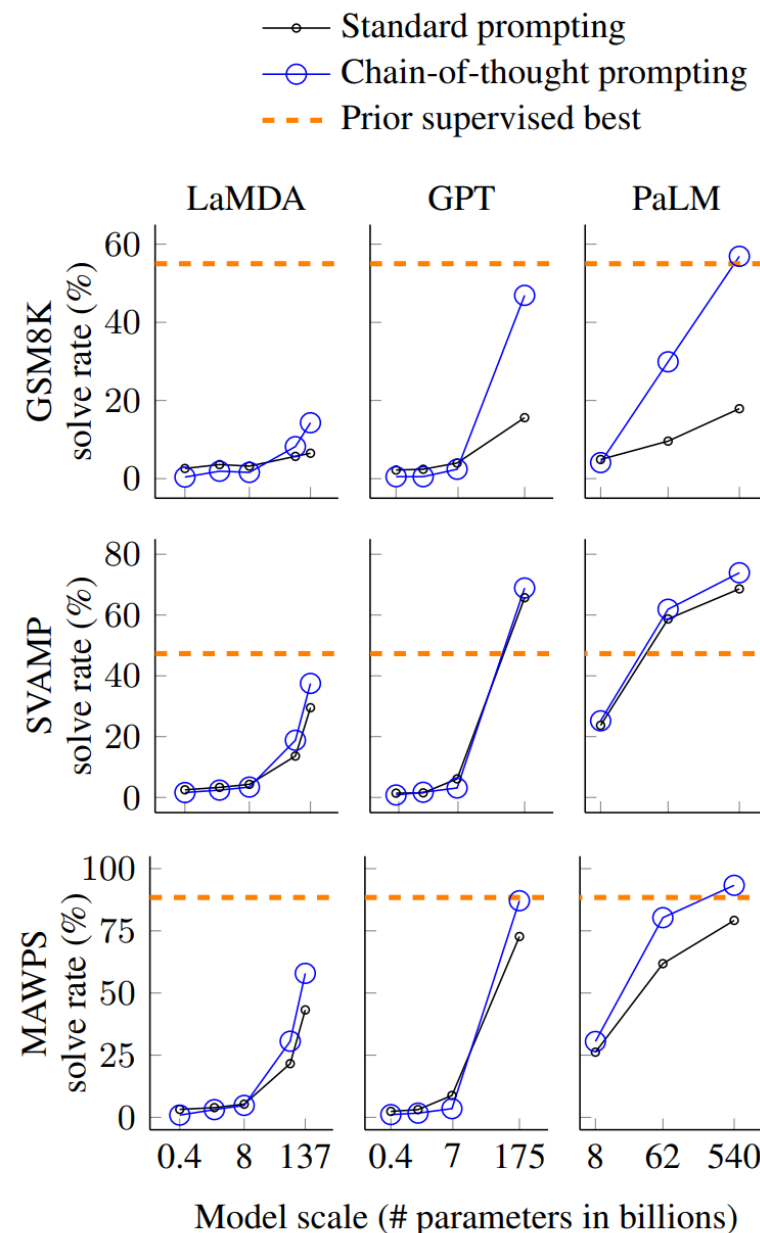 Standard prompting
Chain-of-thought prompting
Prior supervised best
LaMDA GPT PaLM
GSM8K
solve rate (%)
60
40
20
0
SVAMP
solve rate (%)
80
60
40
20
0
MAWPS
solve rate (%)
100
75
50
25
0
0.4 8 137 0.4 7 175 8 62 540
Model scale (# parameters in billions)